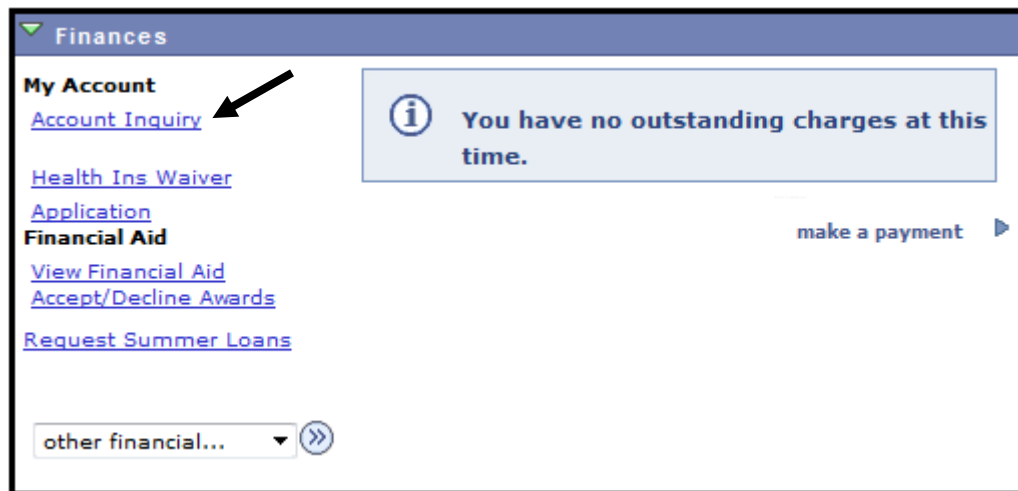 Finances
My Account
Account Inquiry
Health Ins Waiver
Application
Financial Aid
View Financial Aid
Accept/Decline Awards
Request Summer Loans
other financial...
You have no outstanding charges at this
time.
make a payment